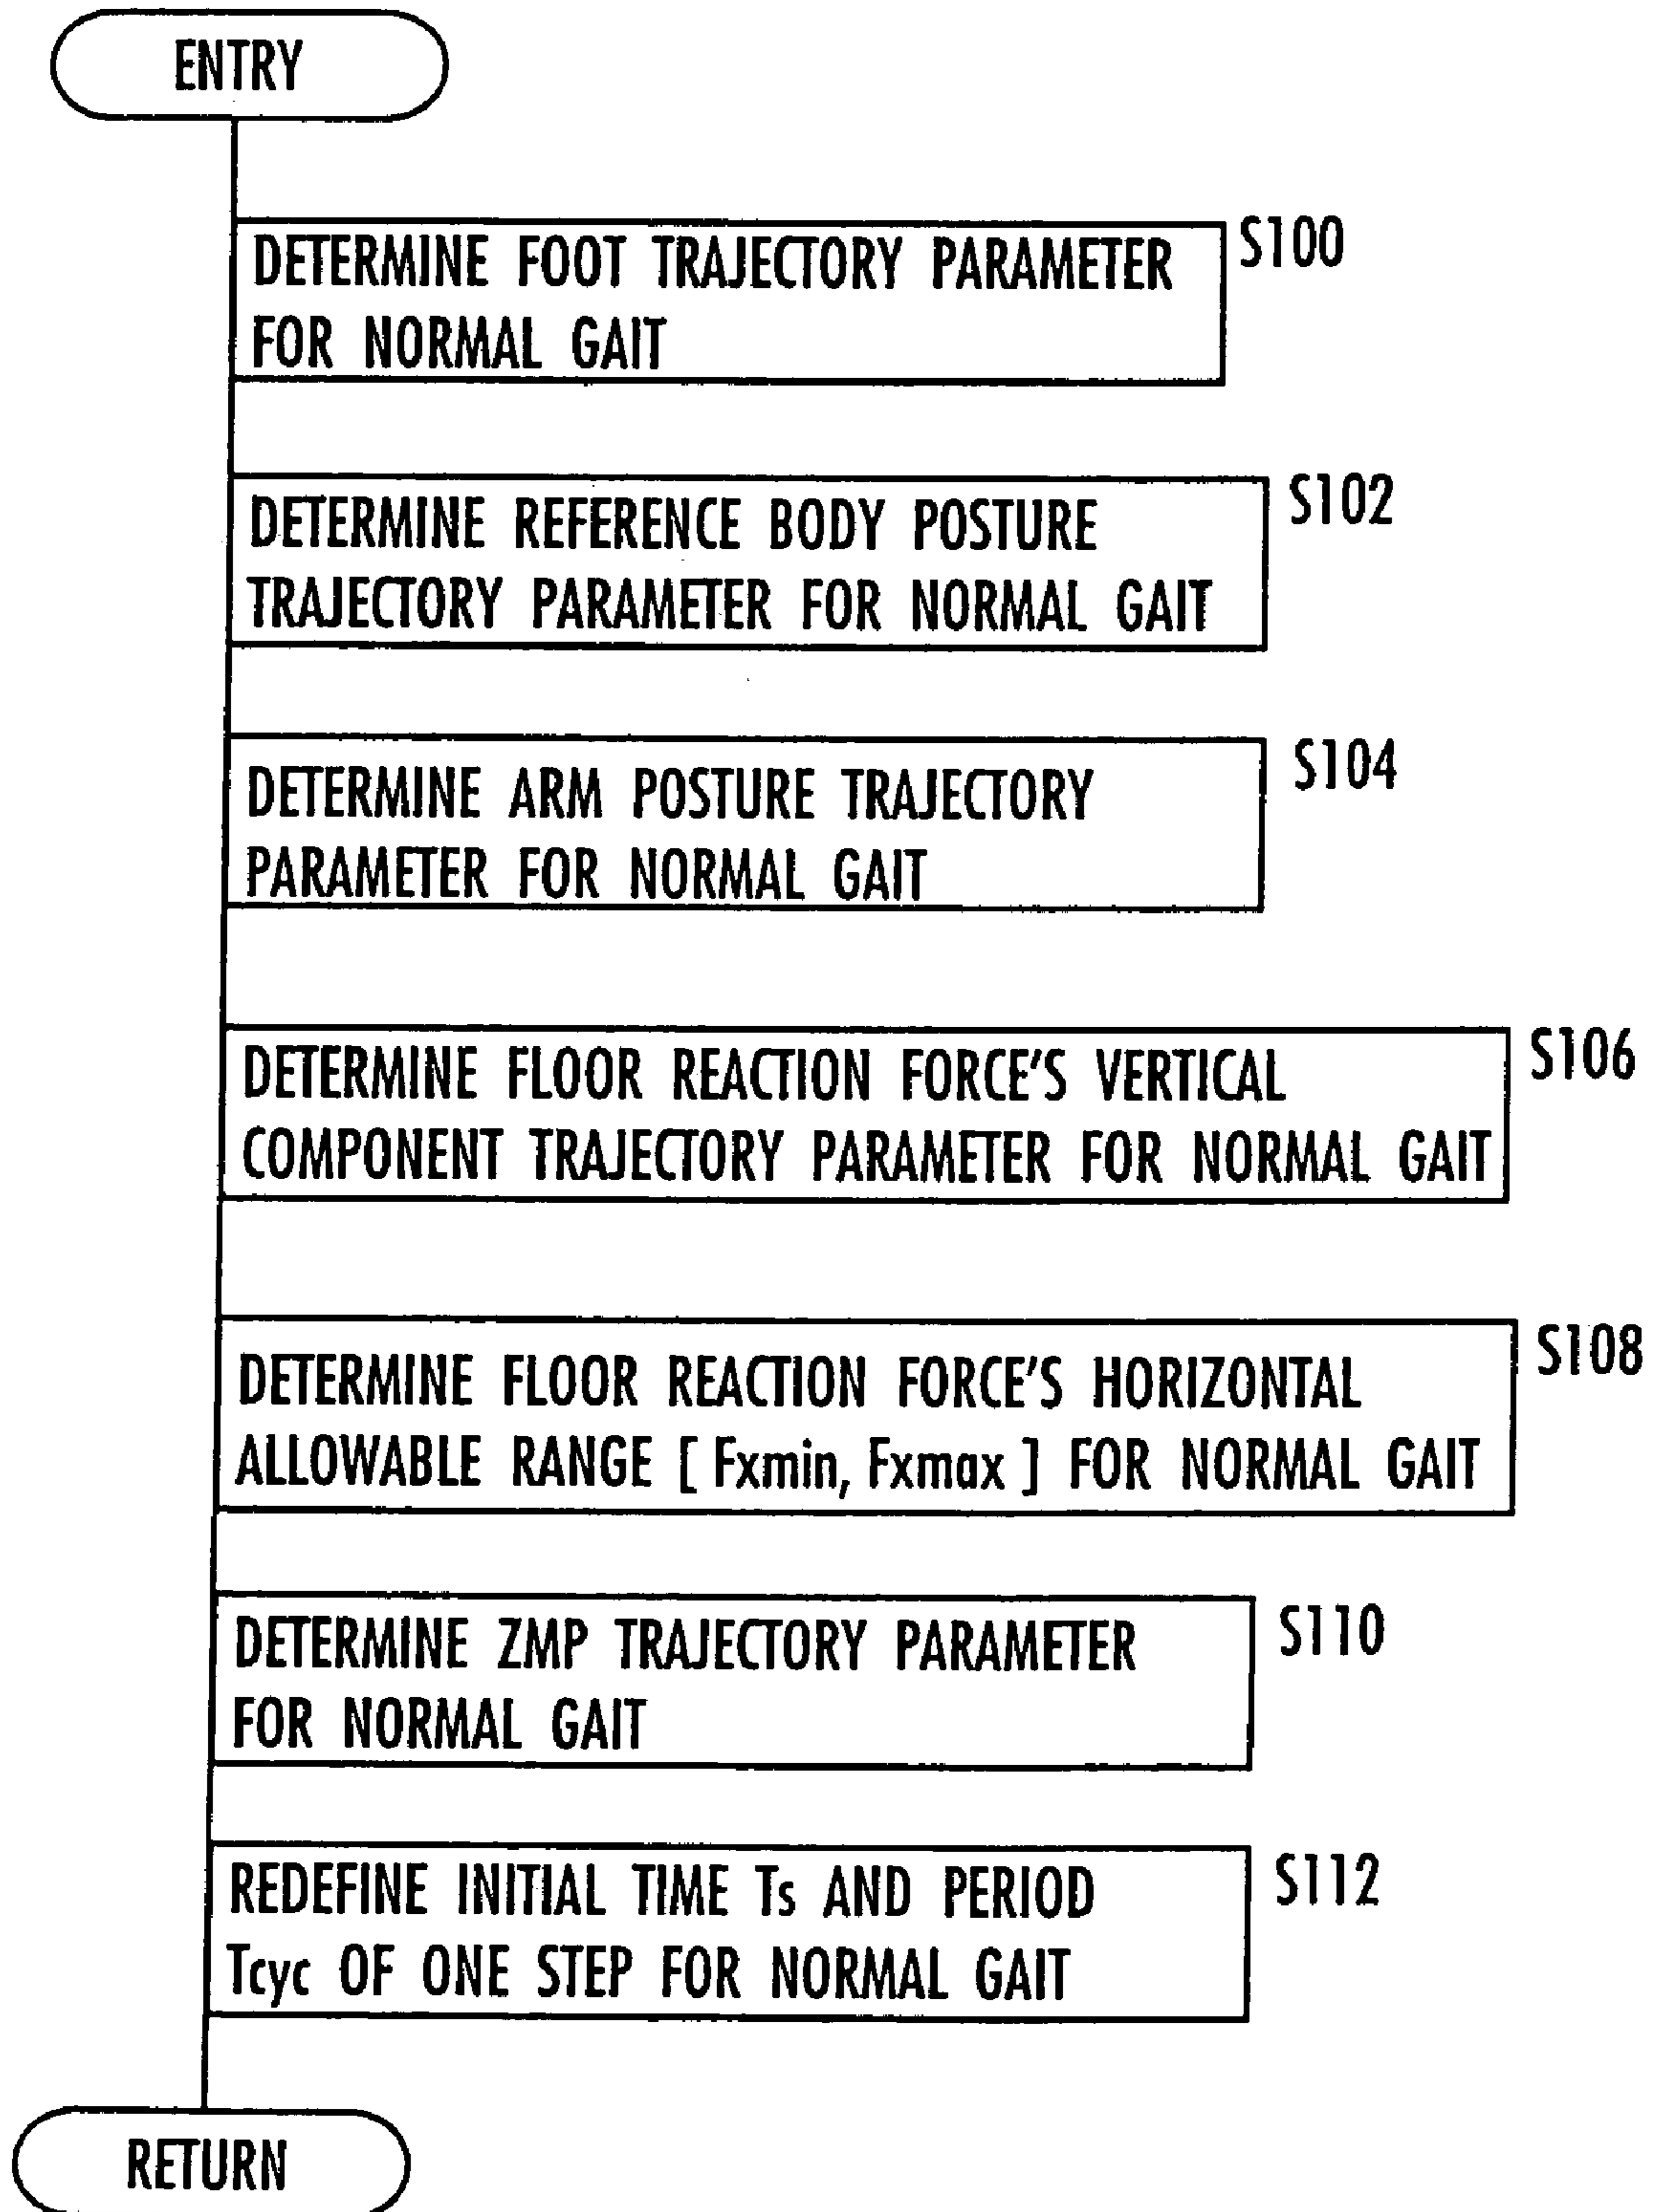 ENTRY
S100
DETERMINE FOOT TRAJECTORY PARAMETER
FOR NORMAL GAIT
S102
DETERMINE REFERENCE BODY POSTURE
TRAJECTORY PARAMETER FOR NORMAL GAIT
S104
DETERMINE ARM POSTURE TRAJECTORY
PARAMETER FOR NORMAL GAIT
S106
DETERMINE FLOOR REACTION FORCE'S VERTICAL
COMPONENT TRAJECTORY PARAMETER FOR NORMAL GAIT
S108
DETERMINE FLOOR REACTION FORCE'S HORIZONTAL
ALLOWABLE RANGE [ Fxmin, Fxmax ] FOR NORMAL GAIT
S110
DETERMINE ZMP TRAJECTORY PARAMETER
FOR NORMAL GAIT
S112
REDEFINE INITIAL TIME Ts AND PERIOD
Tcyc OF ONE STEP FOR NORMAL GAIT
RETURN